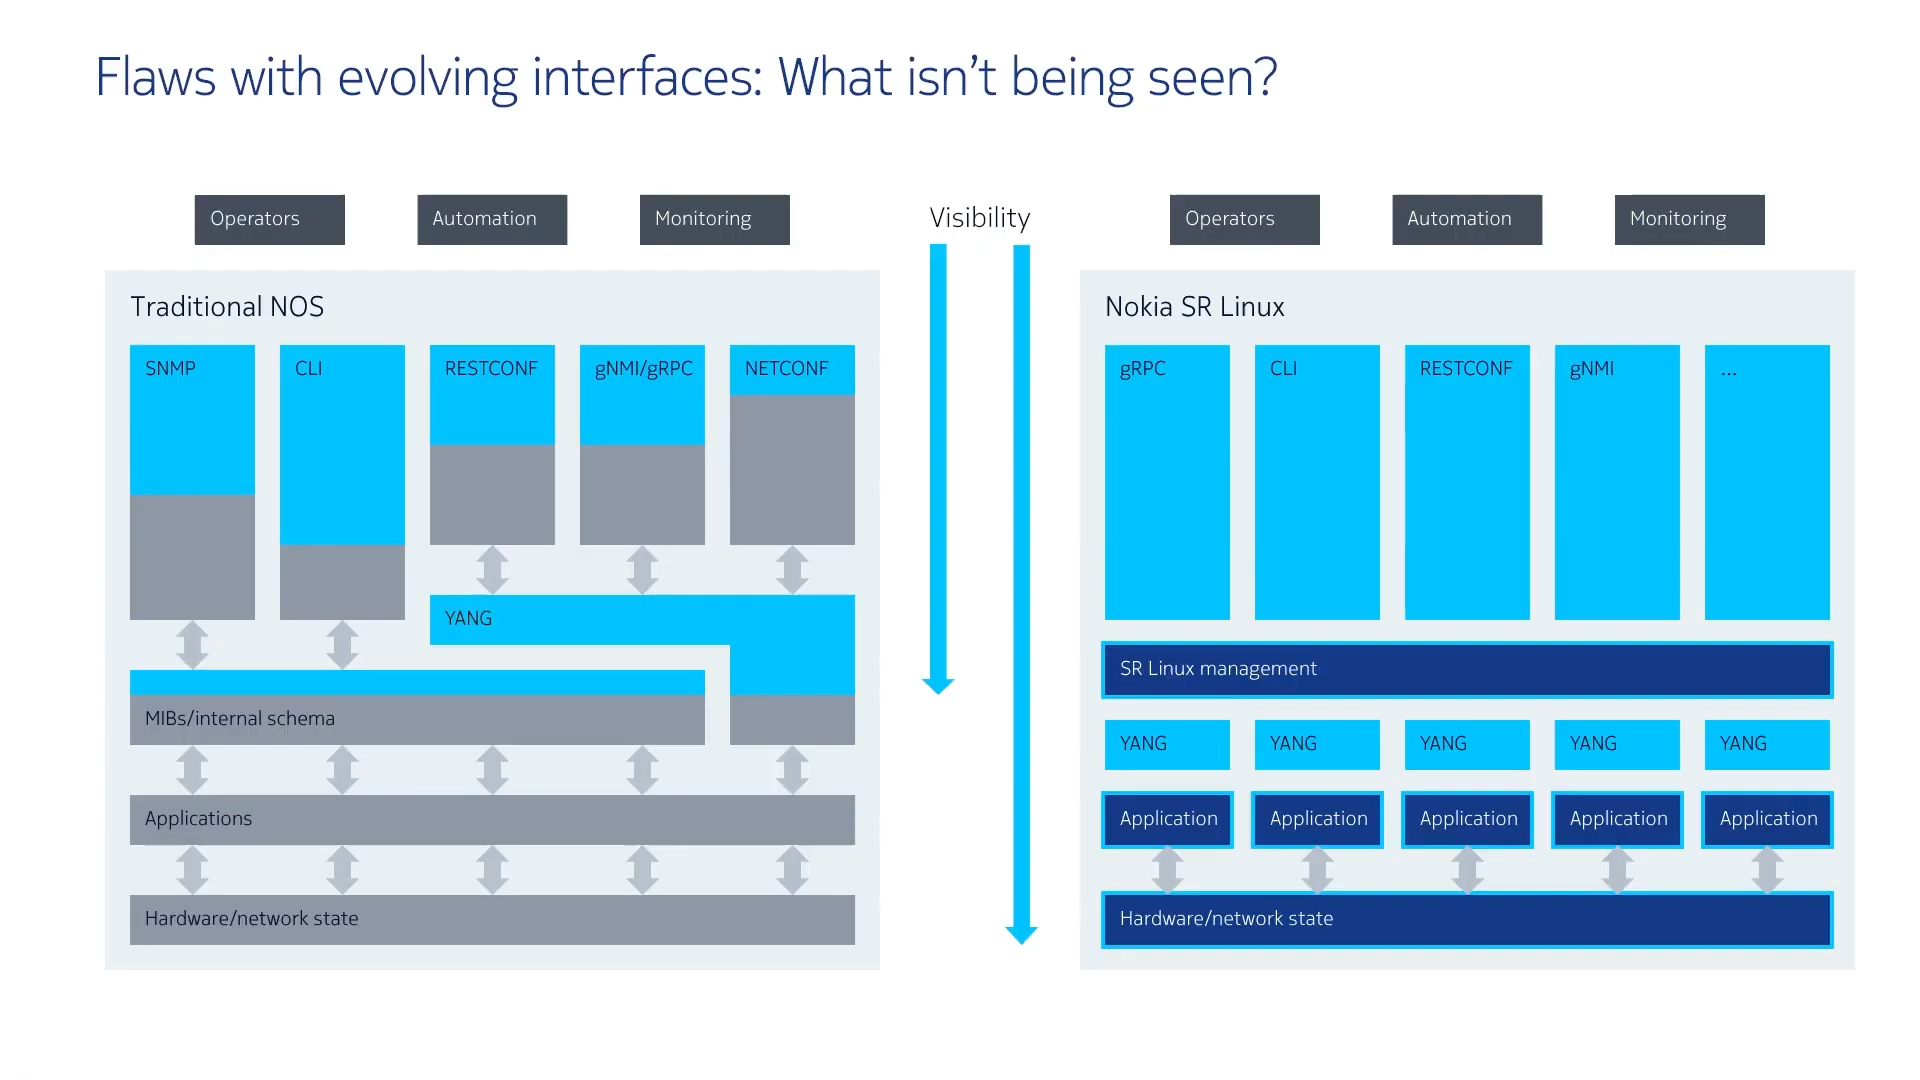 Flaws with evolving interfaces: What isn't being seen?
Operators
Automation
Monitoring
Visibility
Operators
Automation
Monitoring
Traditional NOS
SNMP
CLI
RESTCONF
gNMI/gRPC
NETCONF
YANG
MIBs/internal schema
Applications
Hardware/network state
Nokia SR Linux
gRPC
CLI
RESTCONF
gNMI
...
SR Linux management
YANG
YANG
YANG
YANG
YANG
Application
Application
Application
Application
Application
Hardware/network state